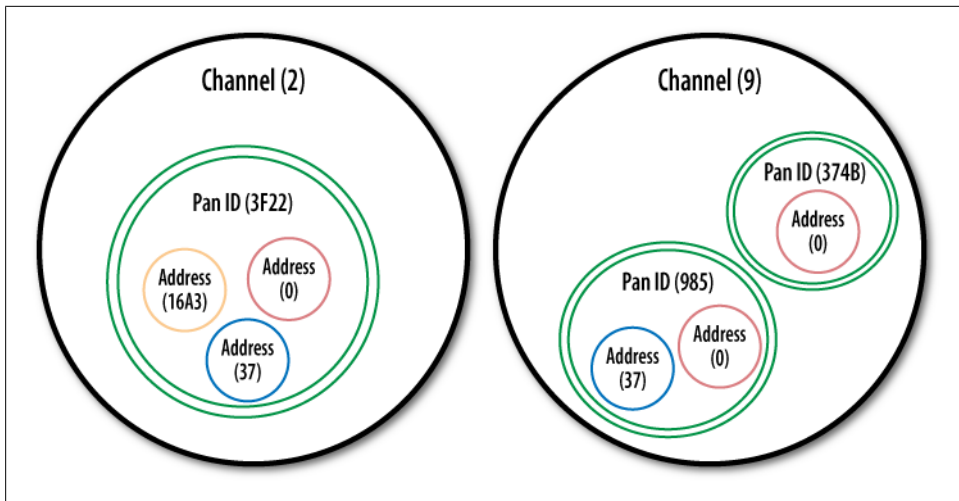 Channel (2)
Pan ID (3F22)
Address
(16A3)
Address
(0)
Address
(37)
Channel (9)
Pan ID (374B)
Address
(0)
Pan ID (985)
Address
(37)
Address
(0)